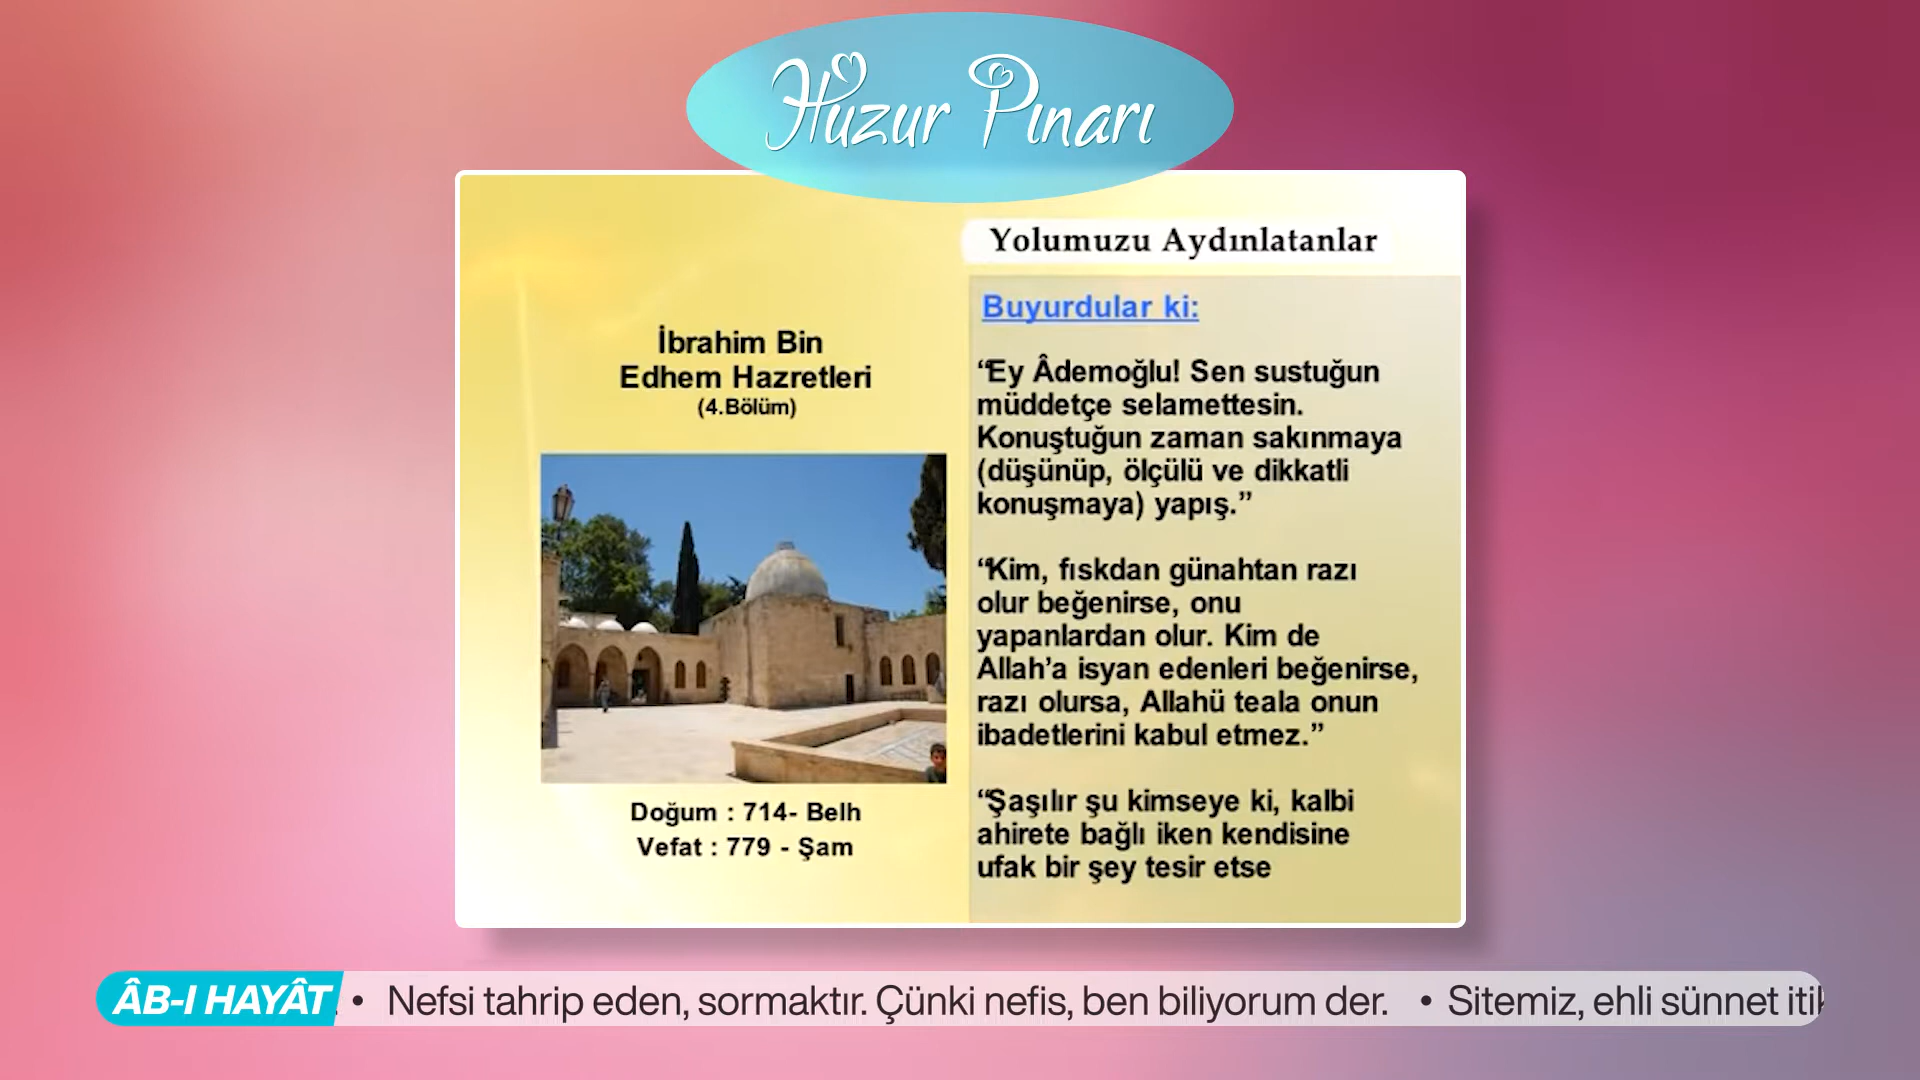 Huzur Pınarı
Yolumuzu Aydınlatanlar
İbrahim Bin
Edhem Hazretleri
(4.Bölüm)
Doğum : 714- Belh
Vefat : 779 - Şam
Buyurdular ki:
“Ey Âdemoğlu! Sen sustuğun
müddetçe selamettesin.
Konuştuğun zaman sakınmaya
(düşünüp, ölçülü ve dikkatli
konuşmaya) yapış.”
“Kim, fıskdan günahtan razı
olur beğenirse, onu
yapanlardan olur. Kim de
Allah’a isyan edenleri beğenirse,
razı olursa, Allahü teala onun
ibadetlerini kabul etmez.”
“Şaşılır şu kimseye ki, kalbi
ahirete bağlı iken kendisine
ufak bir şey tesir etse
ÂB-I HAYÂT • Nefsi tahrip eden, sormaktır. Çünki nefis, ben biliyorum der. • Sitemiz, ehli sünnet